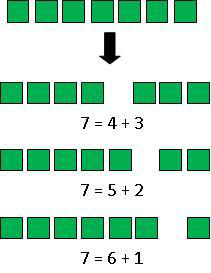 7 = 4 + 3
7 = 5 + 2
7 = 6 + 1